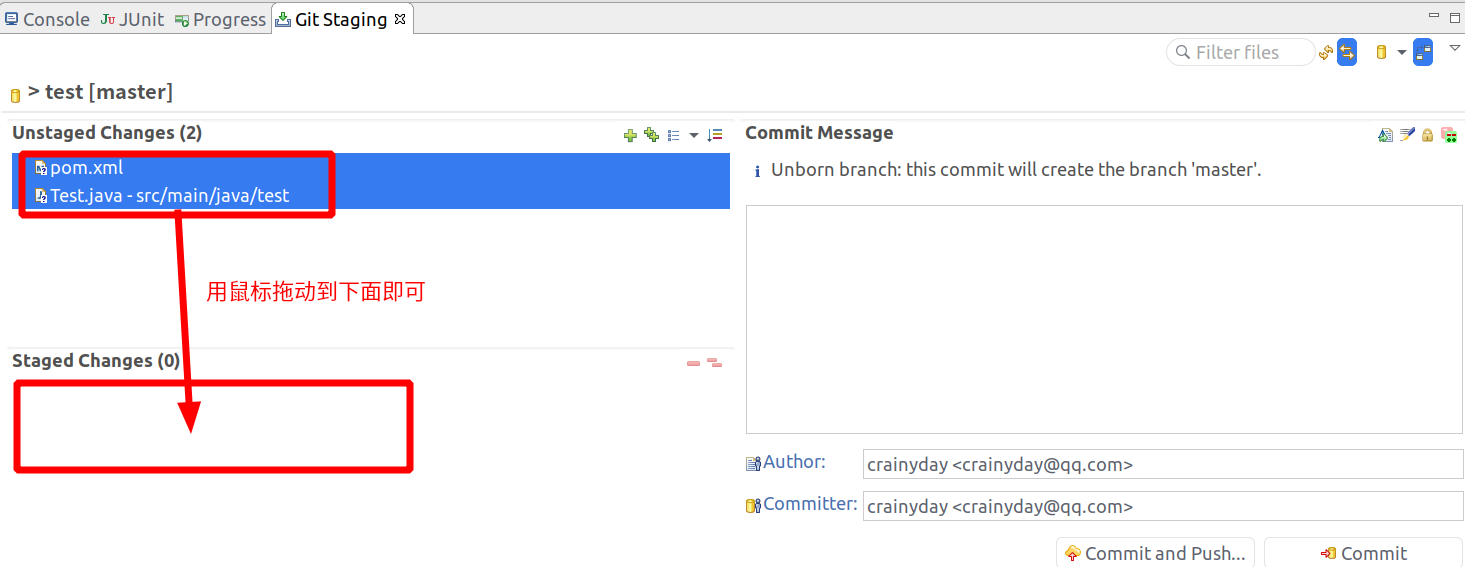 Console JUnit Progress Git Staging
Filter files
> test [master]
Unstaged Changes (2)
pom.xml
Test.java - src/main/java/test
用鼠标拖动到下面即可
Staged Changes (0)
Commit Message
Unborn branch: this commit will create the branch 'master'.
Author: crainyday <crainyday@qq.com>
Committer: crainyday <crainyday@qq.com>
Commit and Push... Commit